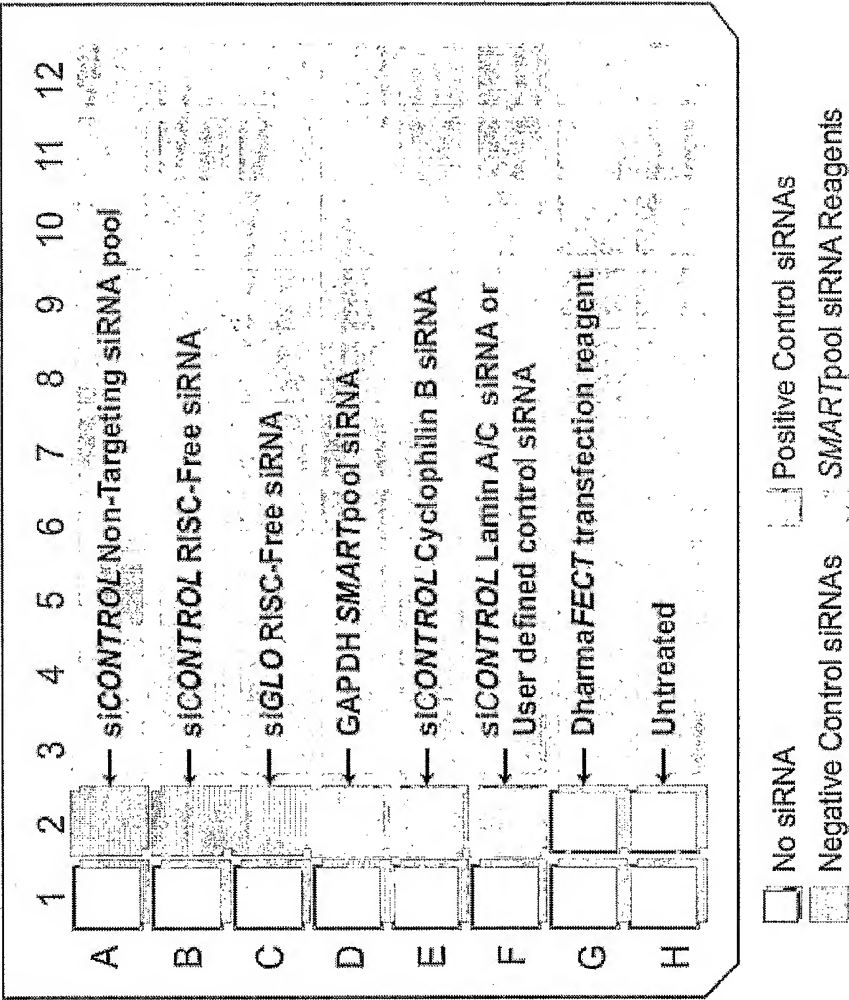 1 2 3 4 5 6 7 8 9 10 11 12
A
siCONTROL Non-Targeting siRNA pool
B
siCONTROL RISC-Free siRNA
C
siGLO RISC-Free siRNA
D
GAPDH SMARTpool siRNA
E
siCONTROL Cyclophilin B siRNA
F
siCONTROL Lamin A/C siRNA or
User defined control siRNA
G
DharmaFECT transfection reagent
H
Untreated
No siRNA
Positive Control siRNAs
Negative Control siRNAs
SMARTpool siRNA Reagents